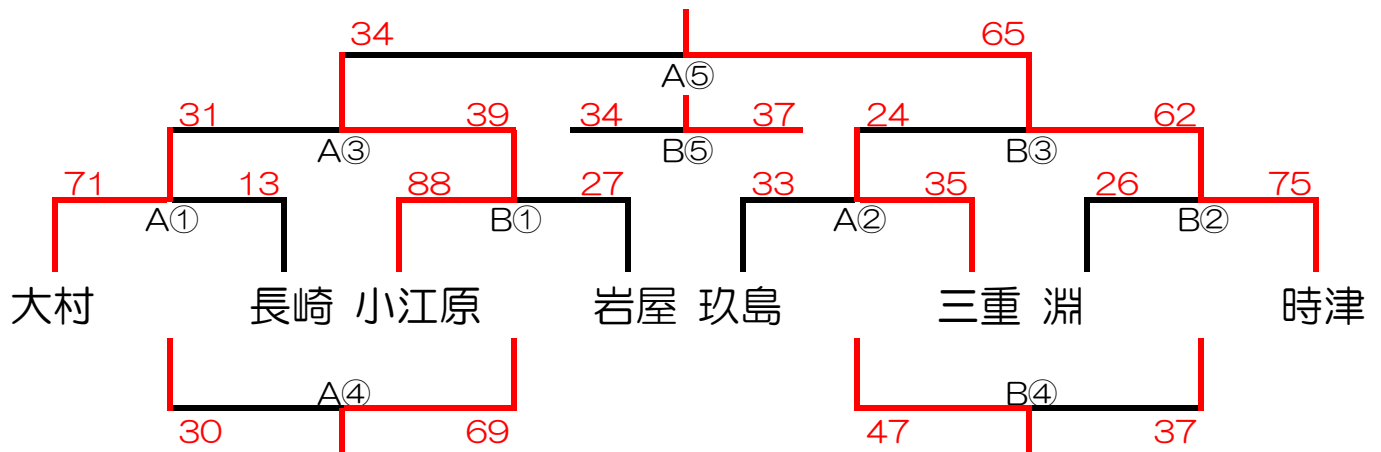 34 65
A⑤
31 39 34 37 24 62
A③ B⑤ B③
71 13 88 27 33 35 26 75
A① B① A② B②
大村 長崎 小江原 岩屋 玖島 三重 淵 時津
A④ B④
30 69 47 37